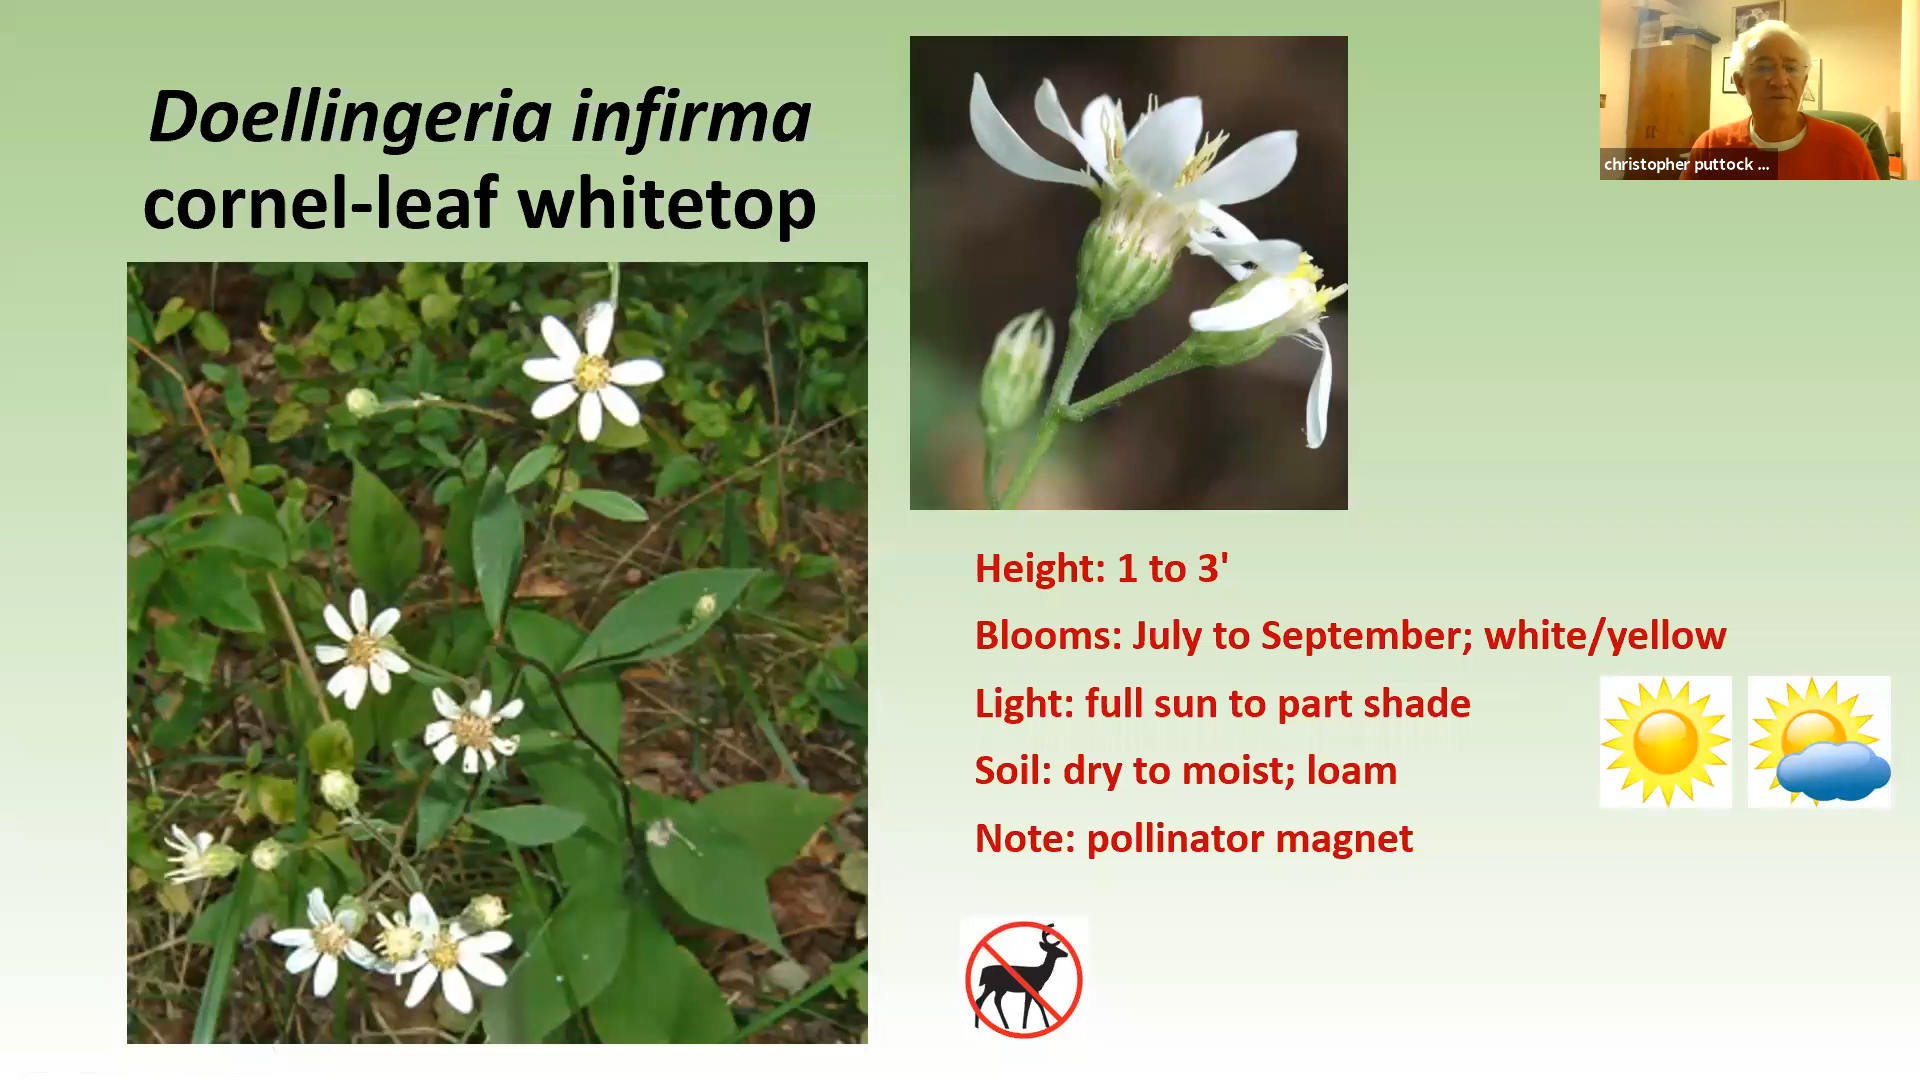 Doellingeria infirma
cornel-leaf whitetop
christopher puttock ...
Height: 1 to 3'
Blooms: July to September; white/yellow
Light: full sun to part shade
Soil: dry to moist; loam
Note: pollinator magnet